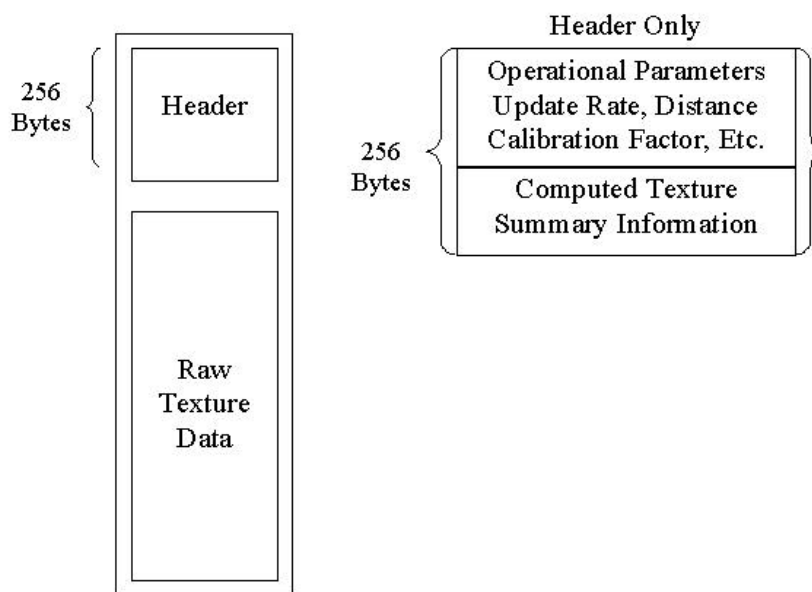 256
Bytes
Header
Raw
Texture
Data
Header Only
256
Bytes
Operational Parameters
Update Rate, Distance
Calibration Factor, Etc.
Computed Texture
Summary Information